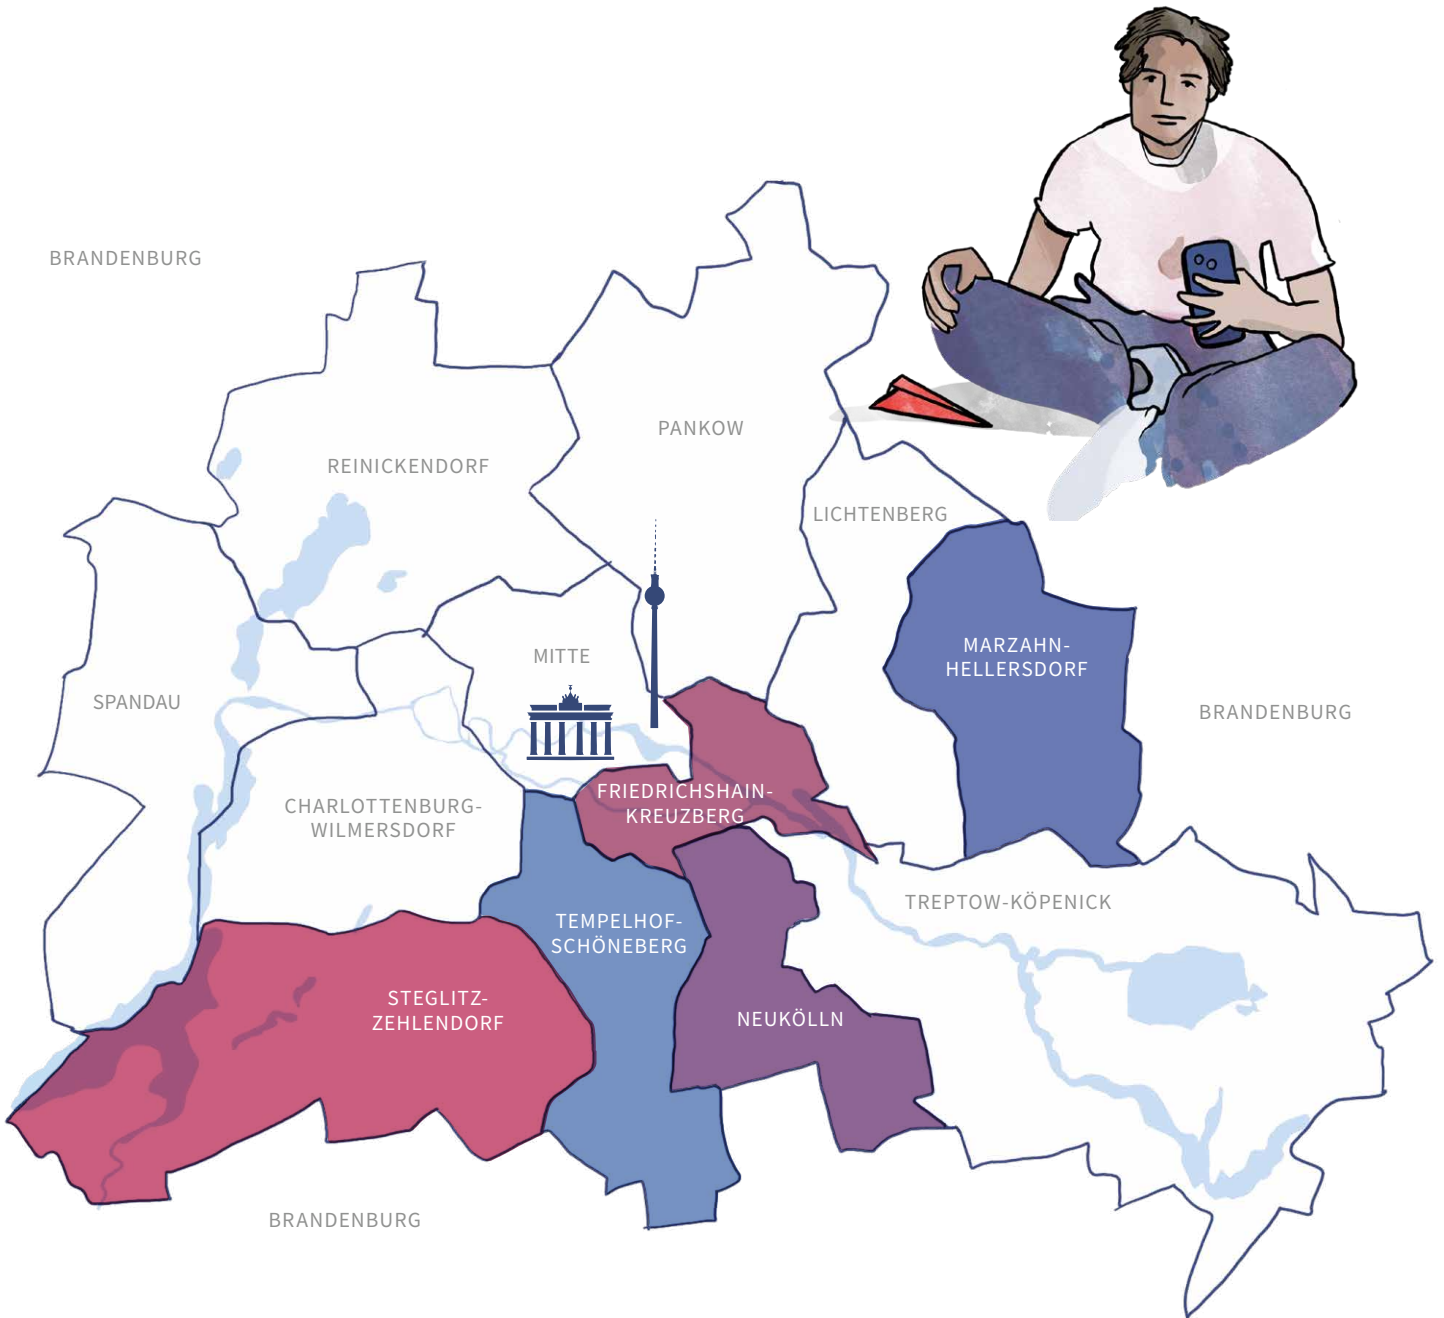 BRANDENBURG
PANKOW
REINICKENDORF
LICHTENBERG
MARZAHN-
HELLERSDORF
MITTE
SPANDAU
BRANDENBURG
FRIEDRICHSHAIN-
KREUZBERG
CHARLOTTENBURG-
WILMERSDORF
TREPTOW-KÖPENICK
TEMPELHOF-
SCHÖNEBERG
STEGLITZ-
ZEHLENDORF
NEUKÖLLN
BRANDENBURG